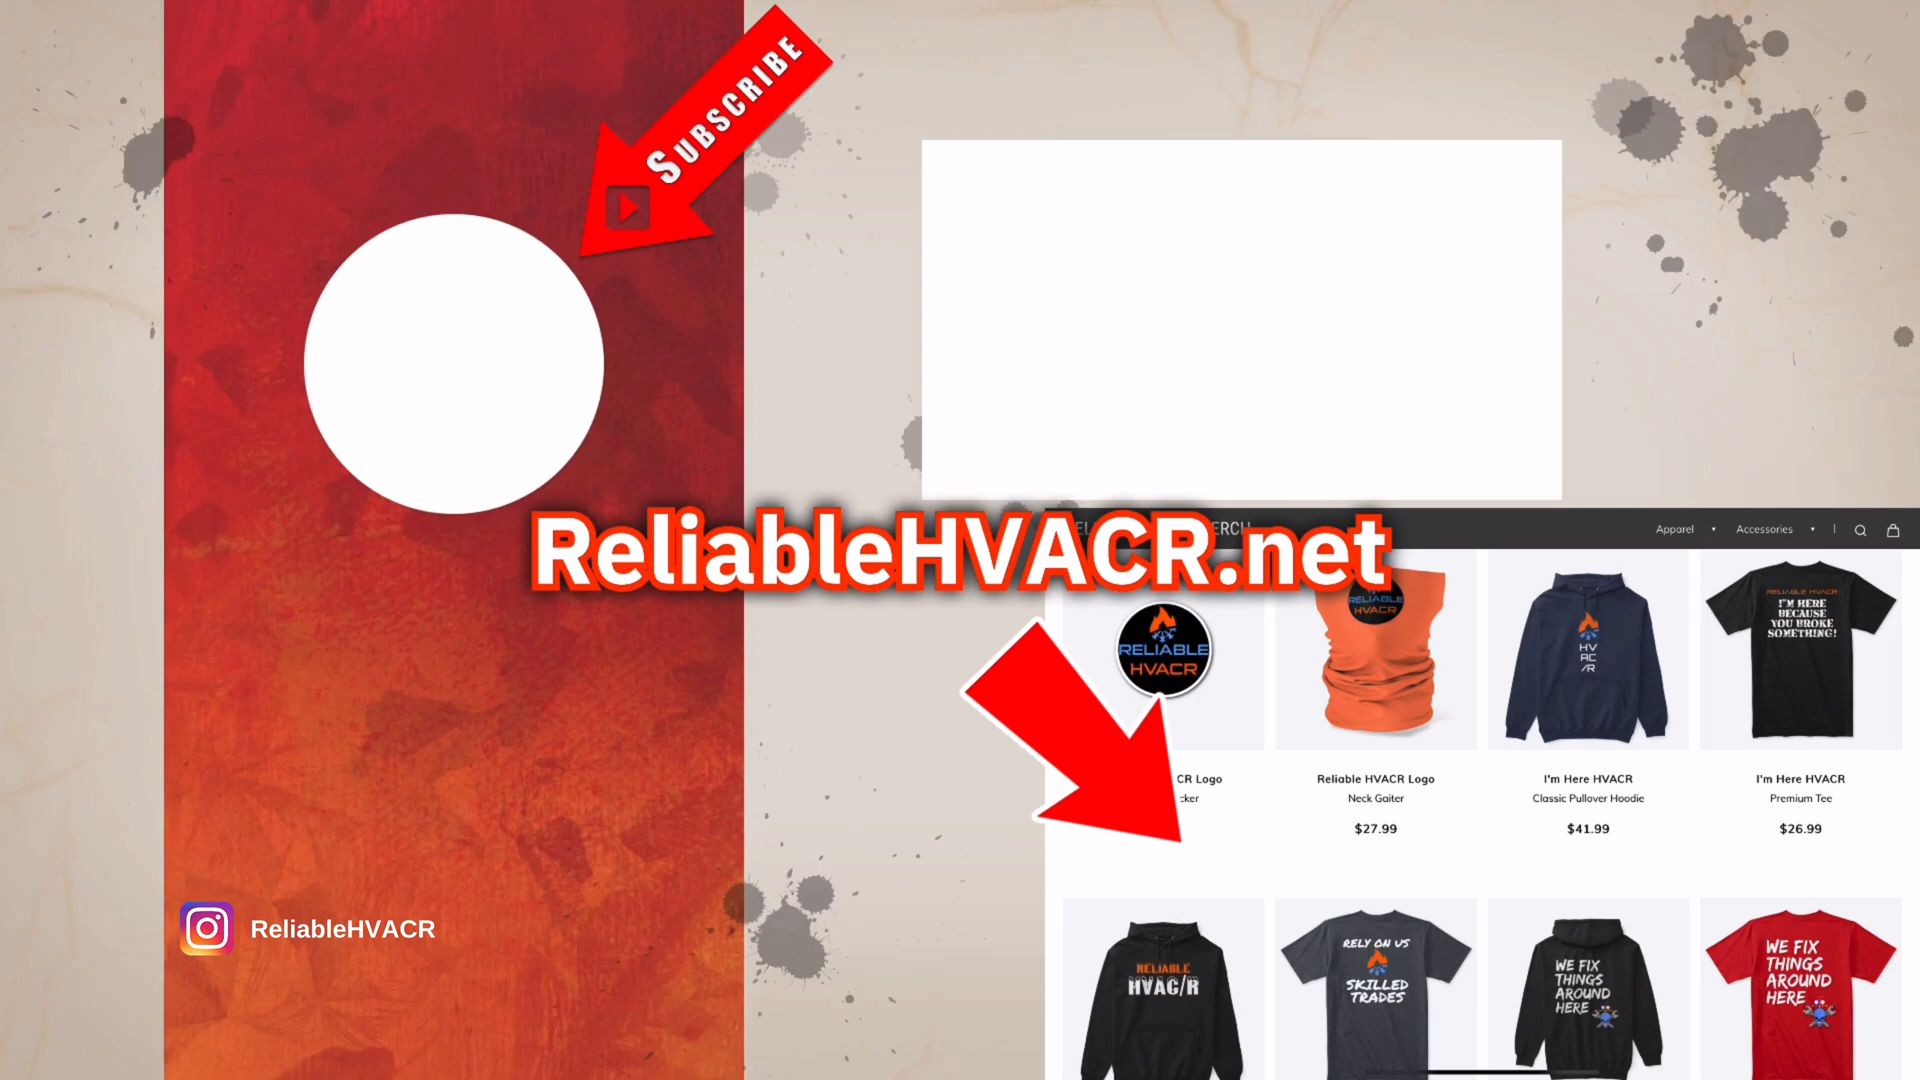 SUBSCRIBE
ReliableHVACR.net
Apparel
Accessories
RELIABLE
HVACR
RELIABLE
HVACR
HV
AC
/R
RELIABLE HVACR
I'M HERE
BECAUSE
YOU BROKE
SOMETHING!
CR Logo
Reliable HVACR Logo
Neck Gaiter
$27.99
I'm Here HVACR
Classic Pullover Hoodie
$41.99
I'm Here HVACR
Premium Tee
$26.99
ReliableHVACR
RELIABLE
HVAC/R
RELY ON US
SKILLED
TRADES
WE FIX
THINGS
AROUND
HERE
WE FIX
THINGS
AROUND
HERE